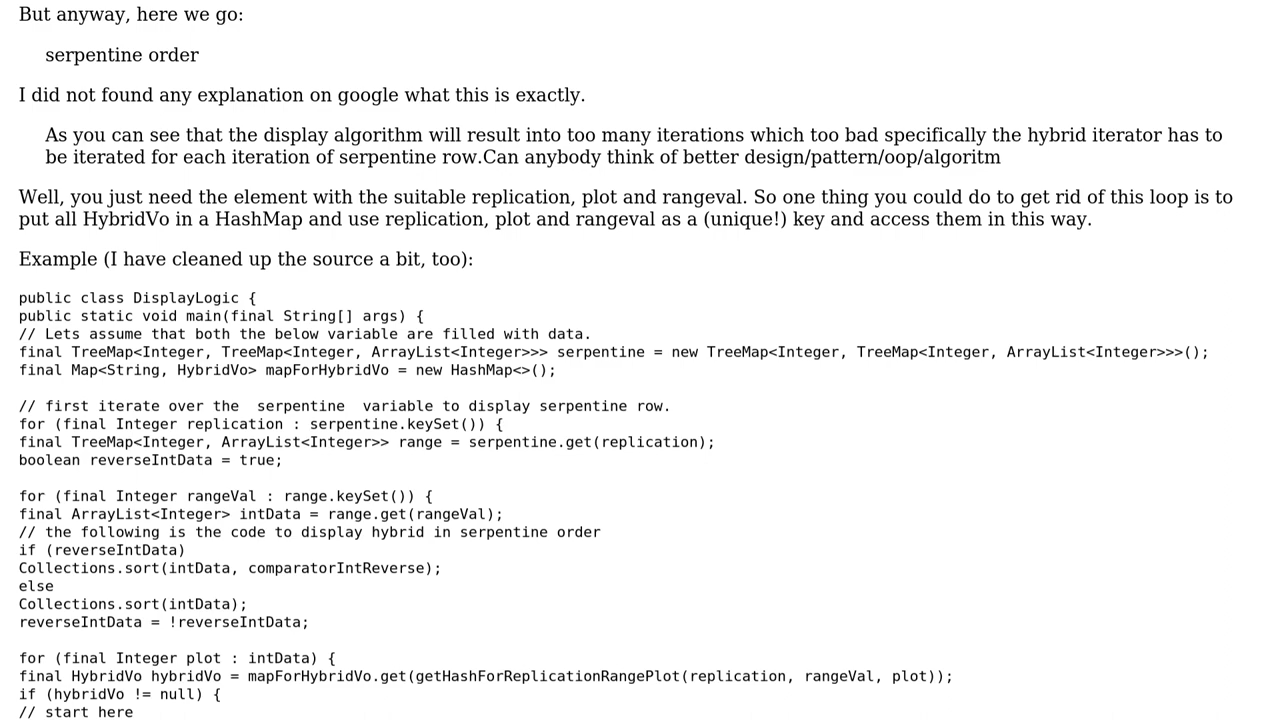 But anyway, here we go:
serpentine order
I did not found any explanation on google what this is exactly.
As you can see that the display algorithm will result into too many iterations which too bad specifically the hybrid iterator has to
be iterated for each iteration of serpentine row.Can anybody think of better design/pattern/oop/algoritm
Well, you just need the element with the suitable replication, plot and rangeval. So one thing you could do to get rid of this loop is to
put all HybridVo in a HashMap and use replication, plot and rangeval as a (unique!) key and access them in this way.
Example (I have cleaned up the source a bit, too):
public class DisplayLogic {
public static void main(final String[] args) {
// Lets assume that both the below variable are filled with data.
final TreeMap<Integer, TreeMap<Integer, ArrayList<Integer>>> serpentine = new TreeMap<Integer, TreeMap<Integer, ArrayList<Integer>>>();
final Map<String, HybridVo> mapForHybridVo = new HashMap<>();
// first iterate over the  serpentine  variable to display serpentine row.
for (final Integer replication : serpentine.keySet()) {
final TreeMap<Integer, ArrayList<Integer>> range = serpentine.get(replication);
boolean reverseIntData = true;
for (final Integer rangeVal : range.keySet()) {
final ArrayList<Integer> intData = range.get(rangeVal);
// the following is the code to display hybrid in serpentine order
if (reverseIntData)
Collections.sort(intData, comparatorIntReverse);
else
Collections.sort(intData);
reverseIntData = !reverseIntData;
for (final Integer plot : intData) {
final HybridVo hybridVo = mapForHybridVo.get(getHashForReplicationRangePlot(replication, rangeVal, plot));
if (hybridVo != null) {
// start here